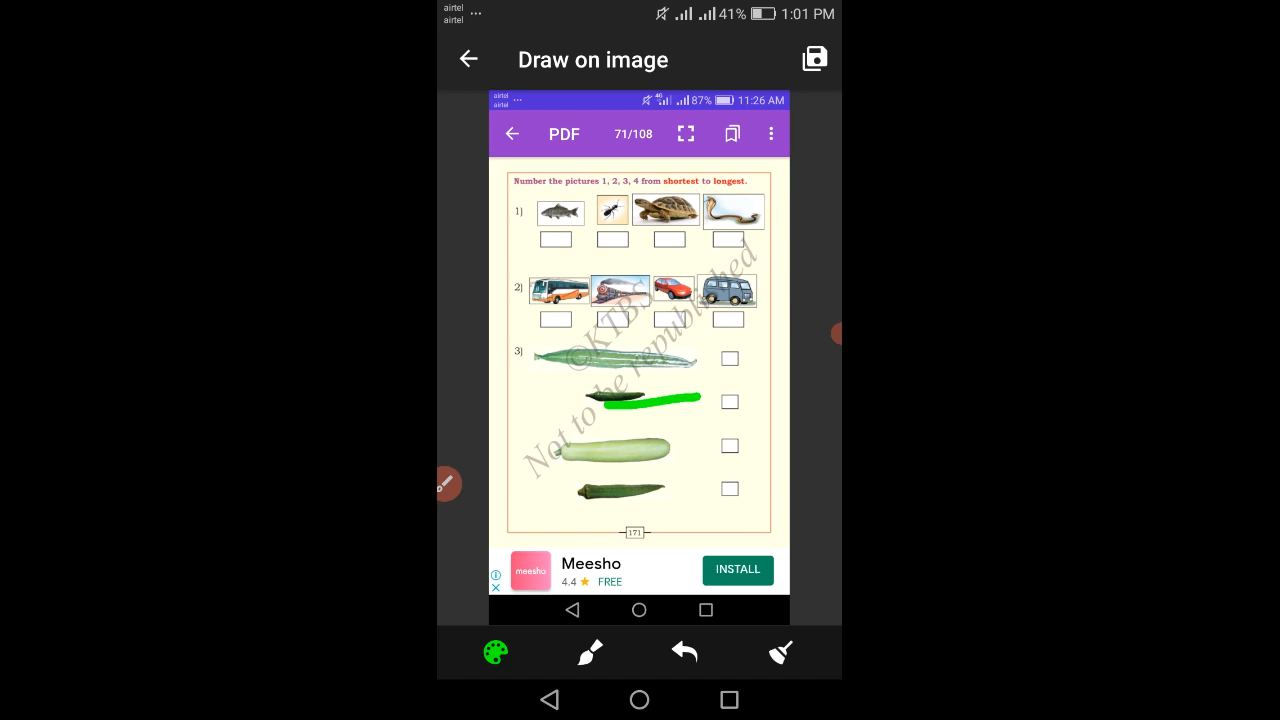 airtel
airtel
41%
1:01 PM
Draw on image
airtel
airtel
4G
87%
11:26 AM
PDF
71/108
Number the pictures 1, 2, 3, 4 from shortest to longest.
1)
2)
3)
©KTBS
Not to be republished
171
meesho
Meesho
4.4 ★ FREE
INSTALL